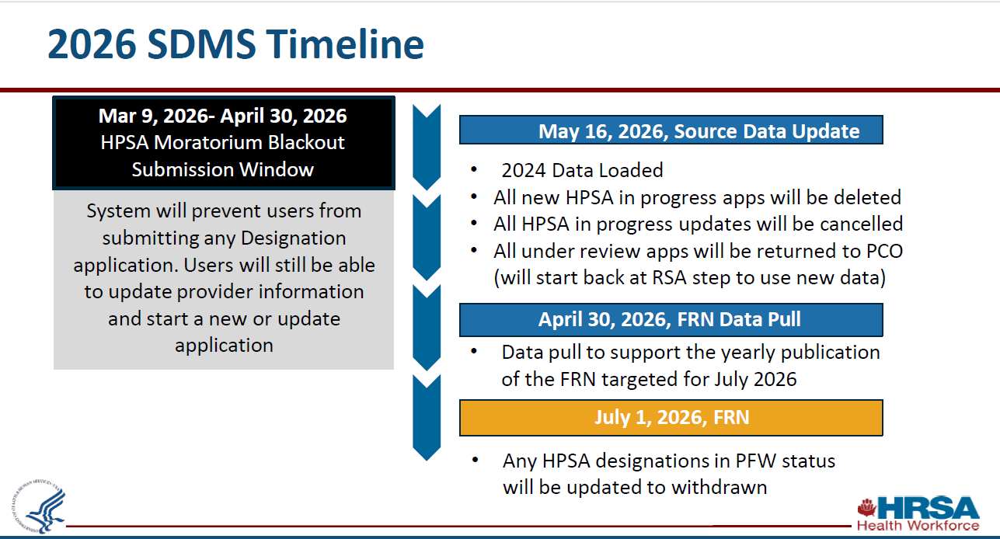 2026 SDMS Timeline
Mar 9, 2026- April 30, 2026
HPSA Moratorium Blackout
Submission Window
System will prevent users from
submitting any Designation
application. Users will still be able
to update provider information
and start a new or update
application
May 16, 2026, Source Data Update
• 2024 Data Loaded
• All new HPSA in progress apps will be deleted
• All HPSA in progress updates will be cancelled
• All under review apps will be returned to PCO
(will start back at RSA step to use new data)
April 30, 2026, FRN Data Pull
• Data pull to support the yearly publication
of the FRN targeted for July 2026
July 1, 2026, FRN
• Any HPSA designations in PFW status
will be updated to withdrawn
HRSA
Health Workforce